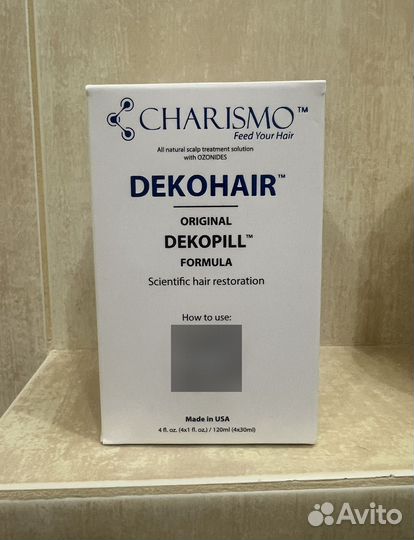 CHARISMO™
Feed Your Hair
All natural scalp treatment solution
with OZONIDES
DEKOHAIR™
ORIGINAL
DEKOPILL™
FORMULA
Scientific hair restoration
How to use:
Made in USA
4 fl. oz. (4x1 fl. oz.) / 120ml (4x30ml)
Avito